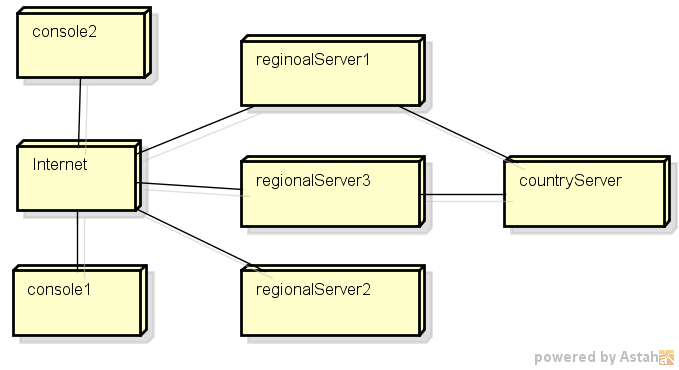 console2
reginoalServer1
Internet
regionalServer3
countryServer
console1
regionalServer2
powered by Astah